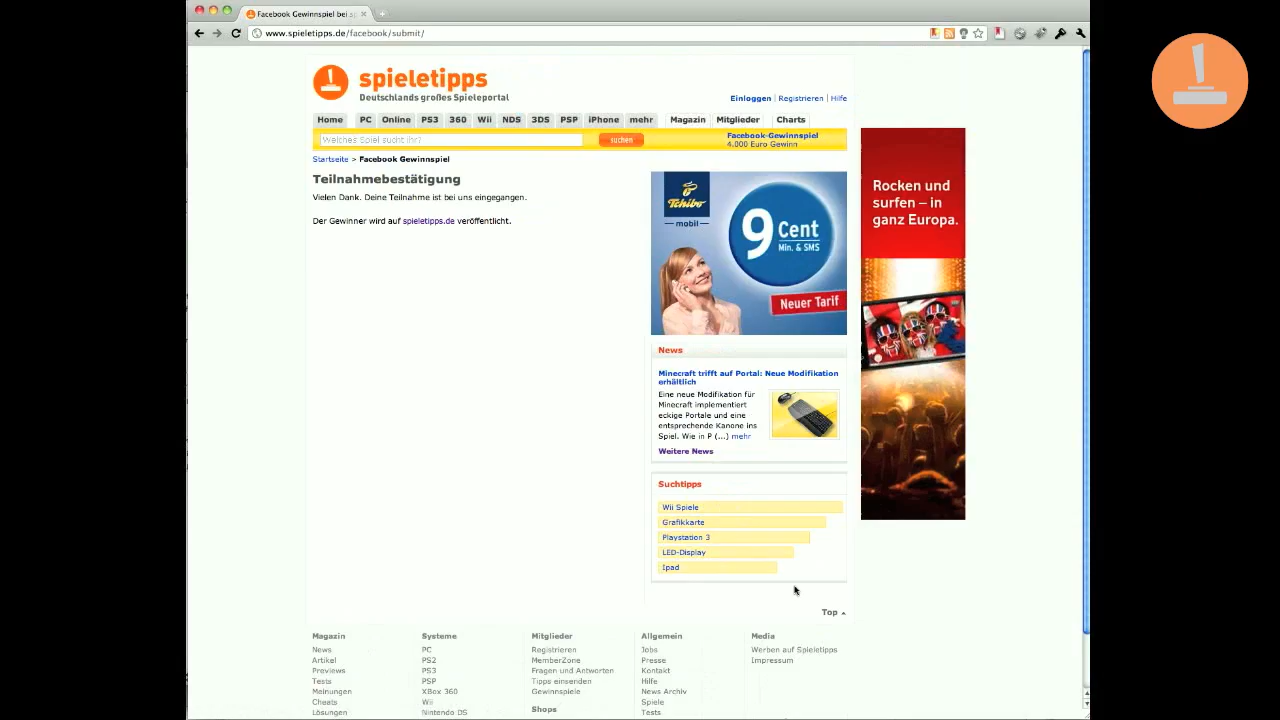 Facebook Gewinnspiel bei sp
www.spieletipps.de/facebook/submit/
spieletipps
Deutschlands großes Spieleportal
Einloggen | Registrieren | Hilfe
Home PC Online PS3 360 Wii NDS 3DS PSP iPhone mehr Magazin Mitglieder Charts
Welches Spiel sucht ihr?
suchen
Facebook-Gewinnspiel
4.000 Euro Gewinn
Startseite > Facebook Gewinnspiel
Teilnahmebestätigung
Vielen Dank. Deine Teilnahme ist bei uns eingegangen.
Der Gewinner wird auf spieletipps.de veröffentlicht.
Tchibo
mobil
9 Cent
Min. & SMS
Neuer Tarif
Rocken und
surfen – in
ganz Europa.
News
Minecraft trifft auf Portal: Neue Modifikation
erhältlich
Eine neue Modifikation für
Minecraft implementiert
eckige Portale und eine
entsprechende Kanone ins
Spiel. Wie in P (...) mehr
Weitere News
Suchtipps
Wii Spiele
Grafikkarte
Playstation 3
LED-Display
Ipad
Top
Magazin
News
Artikel
Previews
Tests
Meinungen
Cheats
Lösungen
Systeme
PC
PS2
PS3
PSP
XBox 360
Wii
Nintendo DS
Mitglieder
Registrieren
MemberZone
Fragen und Antworten
Tipps einsenden
Gewinnspiele
Shops
Allgemein
Jobs
Presse
Kontakt
Hilfe
News Archiv
Spiele
Tests
Media
Werben auf Spieletipps
Impressum